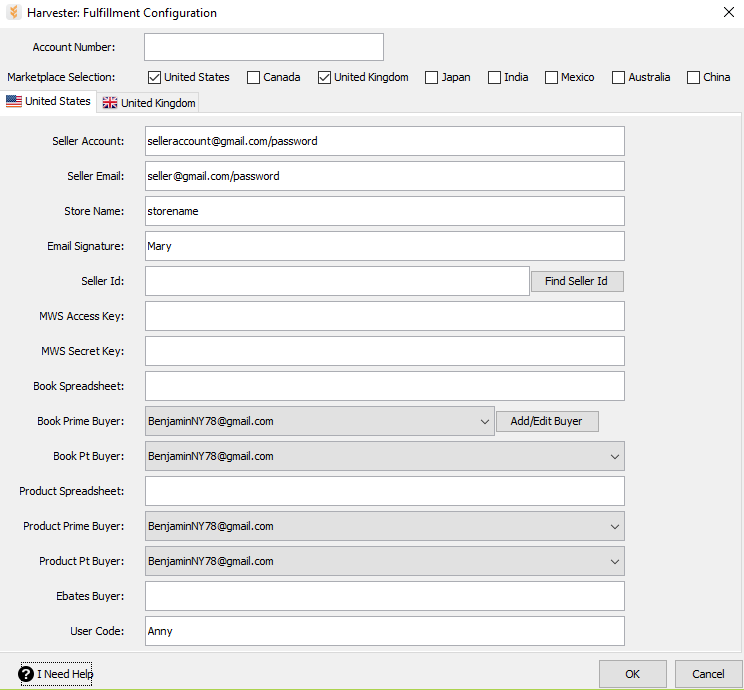 Harvester: Fulfillment Configuration
Account Number:
Marketplace Selection: United States Canada United Kingdom Japan India Mexico Australia China
United States United Kingdom
Seller Account: selleraccount@gmail.com/password
Seller Email: seller@gmail.com/password
Store Name: storename
Email Signature: Mary
Seller Id: Find Seller Id
MWS Access Key:
MWS Secret Key:
Book Spreadsheet:
Book Prime Buyer: BenjaminNY78@gmail.com Add/Edit Buyer
Book Pt Buyer: BenjaminNY78@gmail.com
Product Spreadsheet:
Product Prime Buyer: BenjaminNY78@gmail.com
Product Pt Buyer: BenjaminNY78@gmail.com
Ebates Buyer:
User Code: Anny
? I Need Help OK Cancel